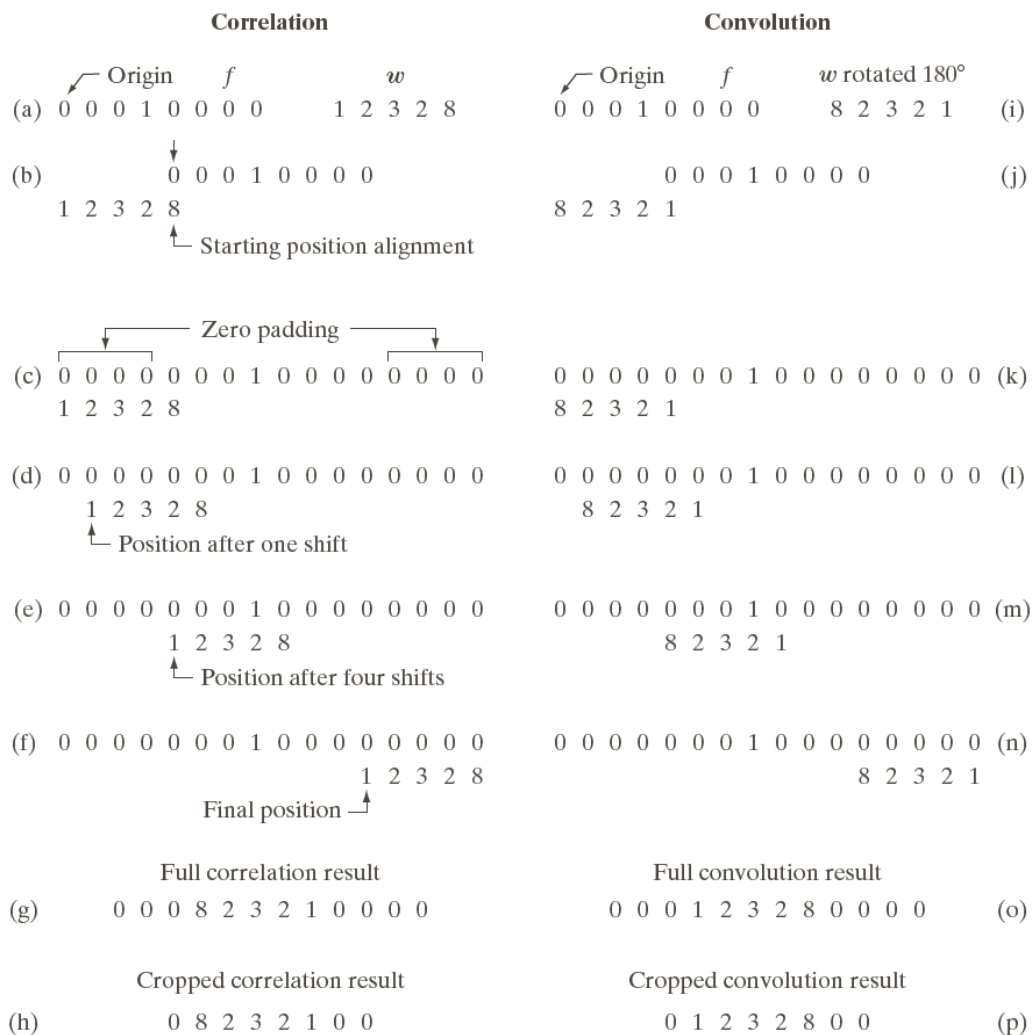 Correlation Convolution
Origin f w Origin f w rotated 180°
(a) 0 0 0 1 0 0 0 0 1 2 3 2 8 0 0 0 1 0 0 0 0 8 2 3 2 1 (i)
(b) 0 0 0 1 0 0 0 0 0 0 0 1 0 0 0 0 (j)
1 2 3 2 8 8 2 3 2 1
Starting position alignment
Zero padding
(c) 0 0 0 0 0 0 0 1 0 0 0 0 0 0 0 0 0 0 0 0 0 0 0 1 0 0 0 0 0 0 0 0 (k)
1 2 3 2 8 8 2 3 2 1
(d) 0 0 0 0 0 0 0 1 0 0 0 0 0 0 0 0 0 0 0 0 0 0 0 1 0 0 0 0 0 0 0 0 (l)
1 2 3 2 8 8 2 3 2 1
Position after one shift
(e) 0 0 0 0 0 0 0 1 0 0 0 0 0 0 0 0 0 0 0 0 0 0 0 1 0 0 0 0 0 0 0 0 (m)
1 2 3 2 8 8 2 3 2 1
Position after four shifts
(f) 0 0 0 0 0 0 0 1 0 0 0 0 0 0 0 0 0 0 0 0 0 0 0 1 0 0 0 0 0 0 0 0 (n)
1 2 3 2 8 8 2 3 2 1
Final position
Full correlation result Full convolution result
(g) 0 0 0 8 2 3 2 1 0 0 0 0 0 0 0 1 2 3 2 8 0 0 0 0 (o)
Cropped correlation result Cropped convolution result
(h) 0 8 2 3 2 1 0 0 0 1 2 3 2 8 0 0 (p)